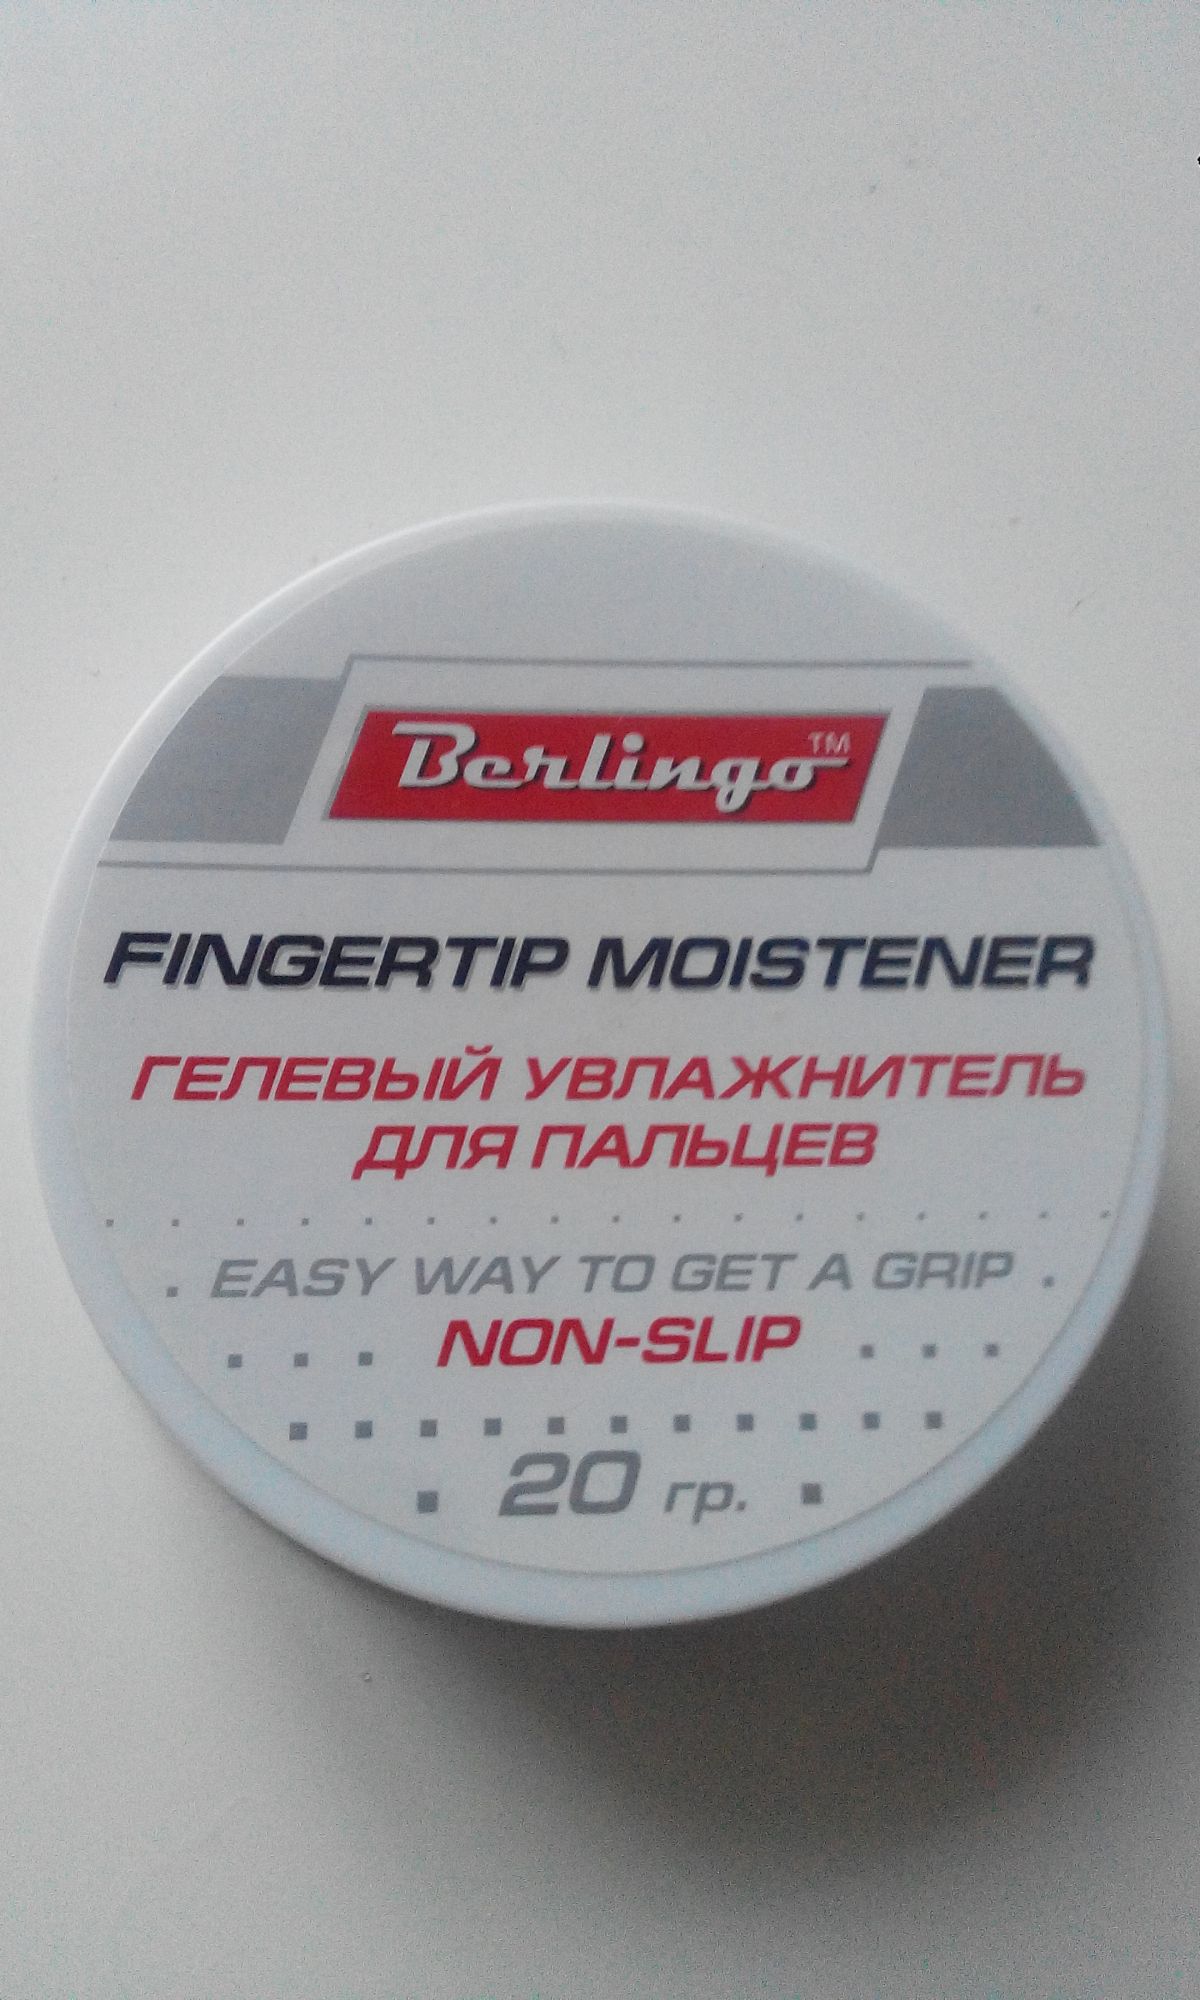 Berlingo™
FINGERTIP MOISTENER
ГЕЛЕВЫЙ УВЛАЖНИТЕЛЬ
ДЛЯ ПАЛЬЦЕВ
EASY WAY TO GET A GRIP
NON-SLIP
20 гр.